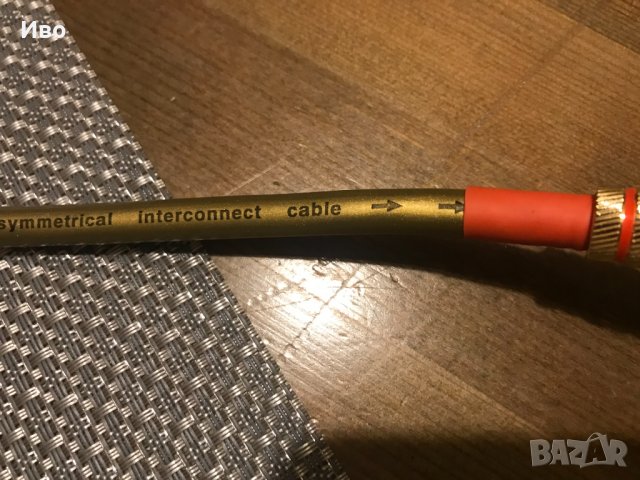 Иво
symmetrical interconnect cable
BAZAR